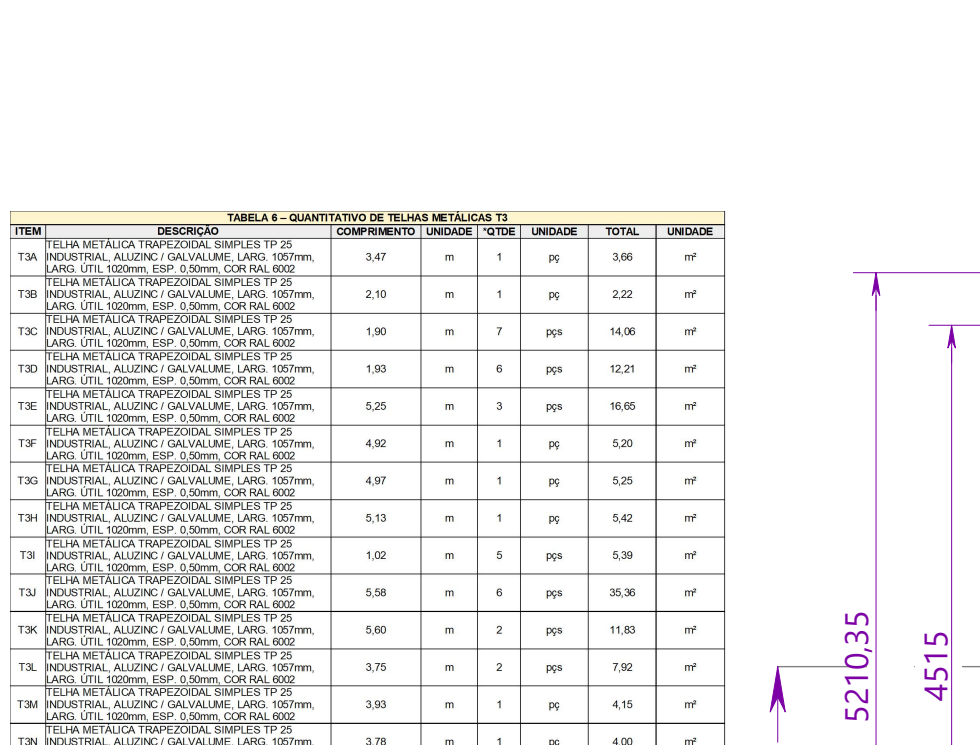 TABELA 6 – QUANTITATIVO DE TELHAS METÁLICAS T3
ITEM DESCRIÇÃO COMPRIMENTO UNIDADE *QTDE UNIDADE TOTAL UNIDADE
TELHA METÁLICA TRAPEZOIDAL SIMPLES TP 25
T3A INDUSTRIAL, ALUZINC / GALVALUME, LARG. 1057mm, 3,47 m 1 pç 3,66 m²
LARG. ÚTIL 1020mm, ESP. 0,50mm, COR RAL 6002
TELHA METÁLICA TRAPEZOIDAL SIMPLES TP 25
T3B INDUSTRIAL, ALUZINC / GALVALUME, LARG. 1057mm, 2,10 m 1 pç 2,22 m²
LARG. ÚTIL 1020mm, ESP. 0,50mm, COR RAL 6002
TELHA METÁLICA TRAPEZOIDAL SIMPLES TP 25
T3C INDUSTRIAL, ALUZINC / GALVALUME, LARG. 1057mm, 1,90 m 7 pçs 14,06 m²
LARG. ÚTIL 1020mm, ESP. 0,50mm, COR RAL 6002
TELHA METÁLICA TRAPEZOIDAL SIMPLES TP 25
T3D INDUSTRIAL, ALUZINC / GALVALUME, LARG. 1057mm, 1,93 m 6 pçs 12,21 m²
LARG. ÚTIL 1020mm, ESP. 0,50mm, COR RAL 6002
TELHA METÁLICA TRAPEZOIDAL SIMPLES TP 25
T3E INDUSTRIAL, ALUZINC / GALVALUME, LARG. 1057mm, 5,25 m 3 pçs 16,65 m²
LARG. ÚTIL 1020mm, ESP. 0,50mm, COR RAL 6002
TELHA METÁLICA TRAPEZOIDAL SIMPLES TP 25
T3F INDUSTRIAL, ALUZINC / GALVALUME, LARG. 1057mm, 4,92 m 1 pç 5,20 m²
LARG. ÚTIL 1020mm, ESP. 0,50mm, COR RAL 6002
TELHA METÁLICA TRAPEZOIDAL SIMPLES TP 25
T3G INDUSTRIAL, ALUZINC / GALVALUME, LARG. 1057mm, 4,97 m 1 pç 5,25 m²
LARG. ÚTIL 1020mm, ESP. 0,50mm, COR RAL 6002
TELHA METÁLICA TRAPEZOIDAL SIMPLES TP 25
T3H INDUSTRIAL, ALUZINC / GALVALUME, LARG. 1057mm, 5,13 m 1 pç 5,42 m²
LARG. ÚTIL 1020mm, ESP. 0,50mm, COR RAL 6002
TELHA METÁLICA TRAPEZOIDAL SIMPLES TP 25
T3I INDUSTRIAL, ALUZINC / GALVALUME, LARG. 1057mm, 1,02 m 5 pçs 5,39 m²
LARG. ÚTIL 1020mm, ESP. 0,50mm, COR RAL 6002
TELHA METÁLICA TRAPEZOIDAL SIMPLES TP 25
T3J INDUSTRIAL, ALUZINC / GALVALUME, LARG. 1057mm, 5,58 m 6 pçs 35,36 m²
LARG. ÚTIL 1020mm, ESP. 0,50mm, COR RAL 6002
TELHA METÁLICA TRAPEZOIDAL SIMPLES TP 25
T3K INDUSTRIAL, ALUZINC / GALVALUME, LARG. 1057mm, 5,60 m 2 pçs 11,83 m²
LARG. ÚTIL 1020mm, ESP. 0,50mm, COR RAL 6002
TELHA METÁLICA TRAPEZOIDAL SIMPLES TP 25
T3L INDUSTRIAL, ALUZINC / GALVALUME, LARG. 1057mm, 3,75 m 2 pçs 7,92 m²
LARG. ÚTIL 1020mm, ESP. 0,50mm, COR RAL 6002
TELHA METÁLICA TRAPEZOIDAL SIMPLES TP 25
T3M INDUSTRIAL, ALUZINC / GALVALUME, LARG. 1057mm, 3,93 m 1 pç 4,15 m²
LARG. ÚTIL 1020mm, ESP. 0,50mm, COR RAL 6002
TELHA METÁLICA TRAPEZOIDAL SIMPLES TP 25
T3N INDUSTRIAL, ALUZINC / GALVALUME, LARG. 1057mm, 3,78 m 1 pç 4,00 m²
5210,35
4515